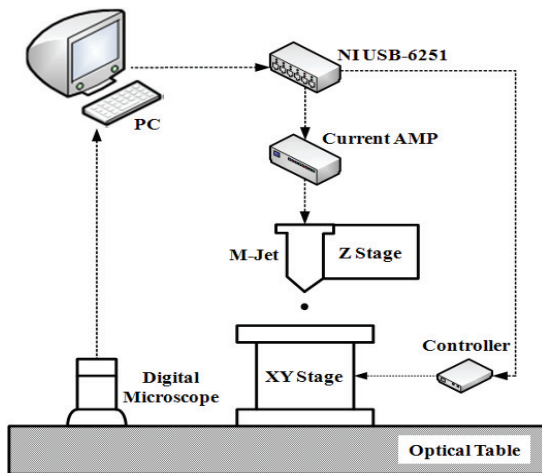 NI USB-6251
PC
Current AMP
M-Jet
Z Stage
Controller
Digital
Microscope
XY Stage
Optical Table